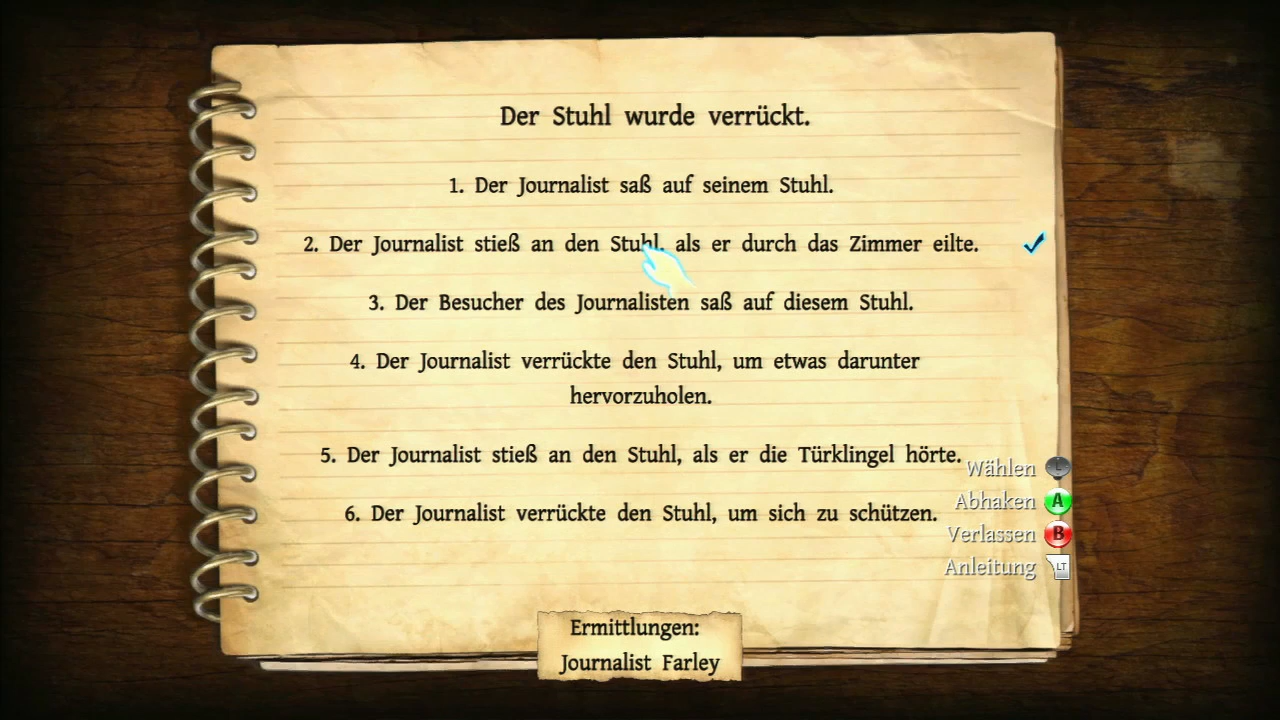 Der Stuhl wurde verrückt.
1. Der Journalist saß auf seinem Stuhl.
2. Der Journalist stieß an den Stuhl, als er durch das Zimmer eilte.
3. Der Besucher des Journalisten saß auf diesem Stuhl.
4. Der Journalist verrückte den Stuhl, um etwas darunter
hervorzuholen.
5. Der Journalist stieß an den Stuhl, als er die Türklingel hörte.
6. Der Journalist verrückte den Stuhl, um sich zu schützen.
Wählen L
Abhaken A
Verlassen B
Anleitung LT
Ermittlungen:
Journalist Farley